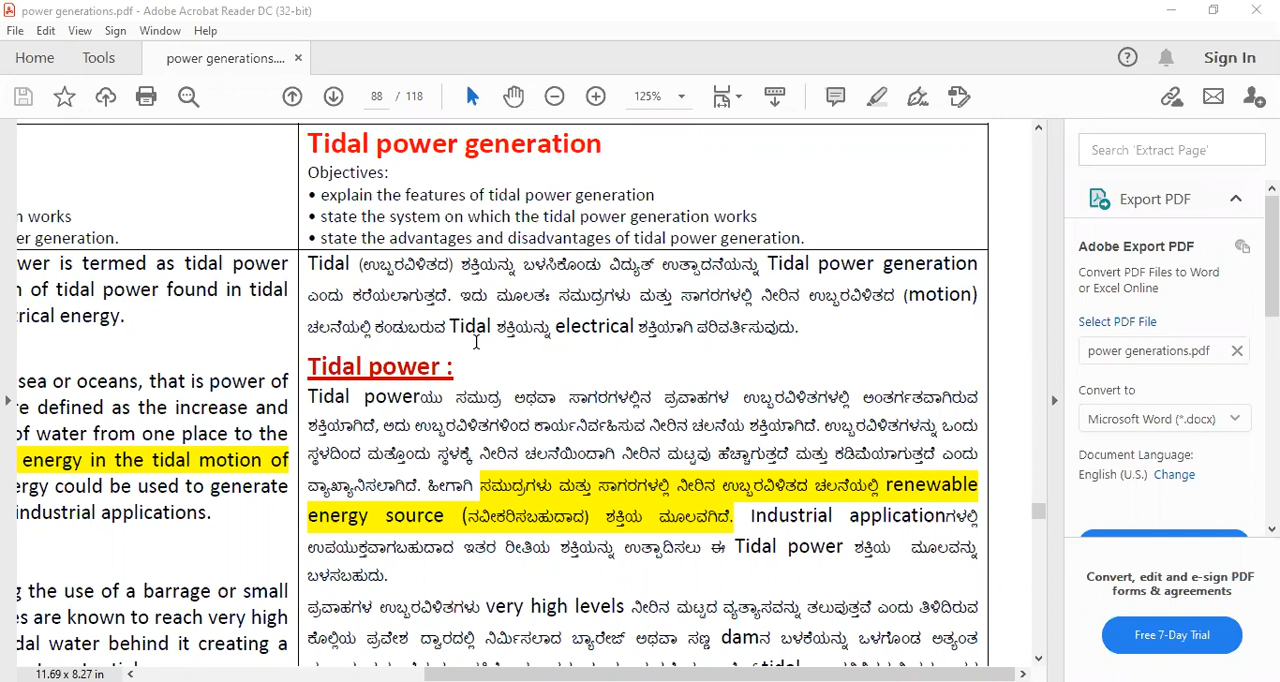 power generations.pdf - Adobe Acrobat Reader DC (32-bit)
File Edit View Sign Window Help
Home Tools power generations.... × Sign In
88 / 118 125%
n works
er generation.
wer is termed as tidal power
n of tidal power found in tidal
rical energy.
sea or oceans, that is power of
re defined as the increase and
of water from one place to the
energy in the tidal motion of
ergy could be used to generate
industrial applications.
g the use of a barrage or small
es are known to reach very high
dal water behind it creating a
Tidal power generation
Objectives:
• explain the features of tidal power generation
• state the system on which the tidal power generation works
• state the advantages and disadvantages of tidal power generation.
Tidal (ಉಬ್ಬರವಿಳಿತದ) ಶಕ್ತಿಯನ್ನು ಬಳಸಿಕೊಂಡು ವಿದ್ಯುತ್ ಉತ್ಪಾದನೆಯನ್ನು Tidal power generation
ಎಂದು ಕರೆಯಲಾಗುತ್ತದೆ. ಇದು ಮೂಲತಃ ಸಮುದ್ರಗಳು ಮತ್ತು ಸಾಗರಗಳಲ್ಲಿ ನೀರಿನ ಉಬ್ಬರವಿಳಿತದ (motion)
ಚಲನೆಯಲ್ಲಿ ಕಂಡುಬರುವ Tidal ಶಕ್ತಿಯನ್ನು electrical ಶಕ್ತಿಯಾಗಿ ಪರಿವರ್ತಿಸುವುದು.
Tidal power :
Tidal powerಯು ಸಮುದ್ರ ಅಥವಾ ಸಾಗರಗಳಲ್ಲಿನ ಪ್ರವಾಹಗಳ ಉಬ್ಬರವಿಳಿತಗಳಲ್ಲಿ ಅಂತರ್ಗತವಾಗಿರುವ
ಶಕ್ತಿಯಾಗಿದೆ, ಅದು ಉಬ್ಬರವಿಳಿತಗಳಿಂದ ಕಾರ್ಯನಿರ್ವಹಿಸುವ ನೀರಿನ ಚಲನೆಯ ಶಕ್ತಿಯಾಗಿದೆ. ಉಬ್ಬರವಿಳಿತಗಳನ್ನು ಒಂದು
ಸ್ಥಳದಿಂದ ಮತ್ತೊಂದು ಸ್ಥಳಕ್ಕೆ ನೀರಿನ ಚಲನೆಯಿಂದಾಗಿ ನೀರಿನ ಮಟ್ಟವು ಹೆಚ್ಚಾಗುತ್ತದೆ ಮತ್ತು ಕಡಿಮೆಯಾಗುತ್ತದೆ ಎಂದು
ವ್ಯಾಖ್ಯಾನಿಸಲಾಗಿದೆ. ಹೀಗಾಗಿ ಸಮುದ್ರಗಳು ಮತ್ತು ಸಾಗರಗಳಲ್ಲಿ ನೀರಿನ ಉಬ್ಬರವಿಳಿತದ ಚಲನೆಯಲ್ಲಿ renewable
energy source (ನವೀಕರಿಸಬಹುದಾದ) ಶಕ್ತಿಯ ಮೂಲವಗಿದೆ. Industrial applicationಗಳಲ್ಲಿ
ಉಪಯುಕ್ತವಾಗಬಹುದಾದ ಇತರ ರೀತಿಯ ಶಕ್ತಿಯನ್ನು ಉತ್ಪಾದಿಸಲು ಈ Tidal power ಶಕ್ತಿಯ ಮೂಲವನ್ನು
ಬಳಸಬಹುದು.
ಪ್ರವಾಹಗಳ ಉಬ್ಬರವಿಳಿತಗಳು very high levels ನೀರಿನ ಮಟ್ಟದ ವ್ಯತ್ಯಾಸವನ್ನು ತಲುಪುತ್ತವೆ ಎಂದು ತಿಳಿದಿರುವ
ಕೊಲ್ಲಿಯ ಪ್ರವೇಶ ದ್ವಾರದಲ್ಲಿ ನಿರ್ಮಿಸಲಾದ ಬ್ಯಾರೇಜ್ ಅಥವಾ ಸಣ್ಣ damನ ಬಳಕೆಯನ್ನು ಒಳಗೊಂಡ ಅತ್ಯಂತ
tidal
Search 'Extract Page'
Export PDF
Adobe Export PDF
Convert PDF Files to Word
or Excel Online
Select PDF File
power generations.pdf ×
Convert to
Microsoft Word (*.docx)
Document Language:
English (U.S.) Change
Convert, edit and e-sign PDF
forms & agreements
Free 7-Day Trial
11.69 x 8.27 in